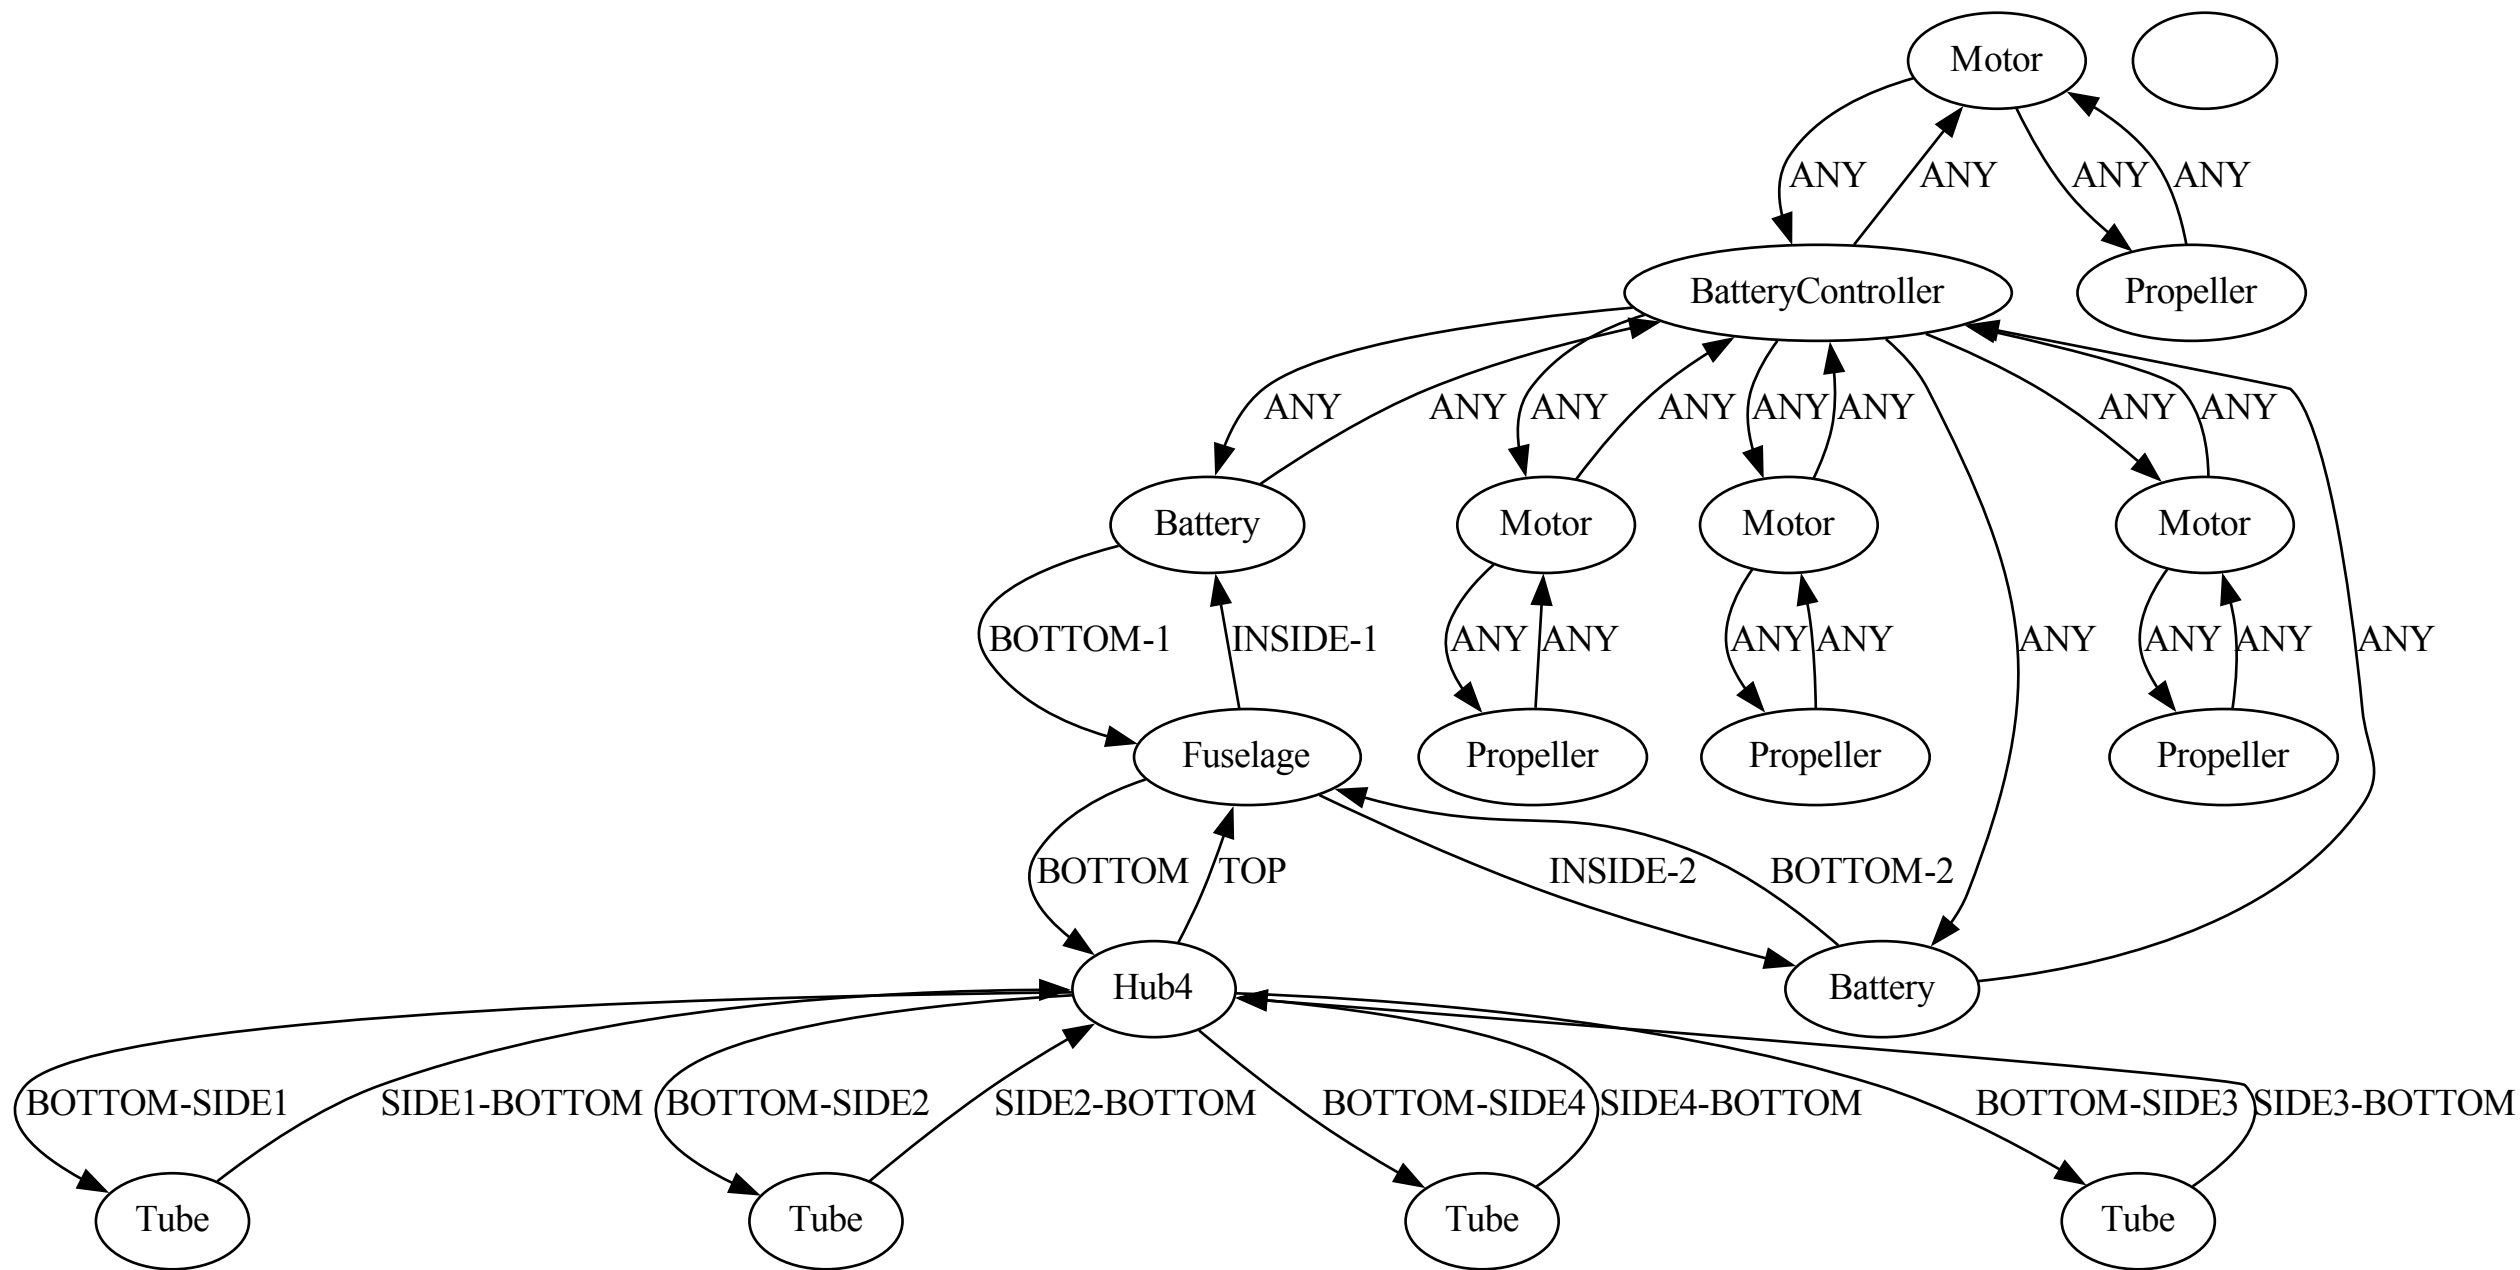 Motor
ANY
ANY
ANY
ANY
BatteryController
Propeller
ANY
ANY
ANY
ANY
ANY
ANY
ANY
ANY
Battery
Motor
Motor
Motor
BOTTOM-1
INSIDE-1
ANY
ANY
ANY
ANY
ANY
ANY
ANY
ANY
Fuselage
Propeller
Propeller
Propeller
BOTTOM
TOP
INSIDE-2
BOTTOM-2
Hub4
Battery
BOTTOM-SIDE1
SIDE1-BOTTOM
BOTTOM-SIDE2
SIDE2-BOTTOM
BOTTOM-SIDE4
SIDE4-BOTTOM
BOTTOM-SIDE3
SIDE3-BOTTOM
Tube
Tube
Tube
Tube